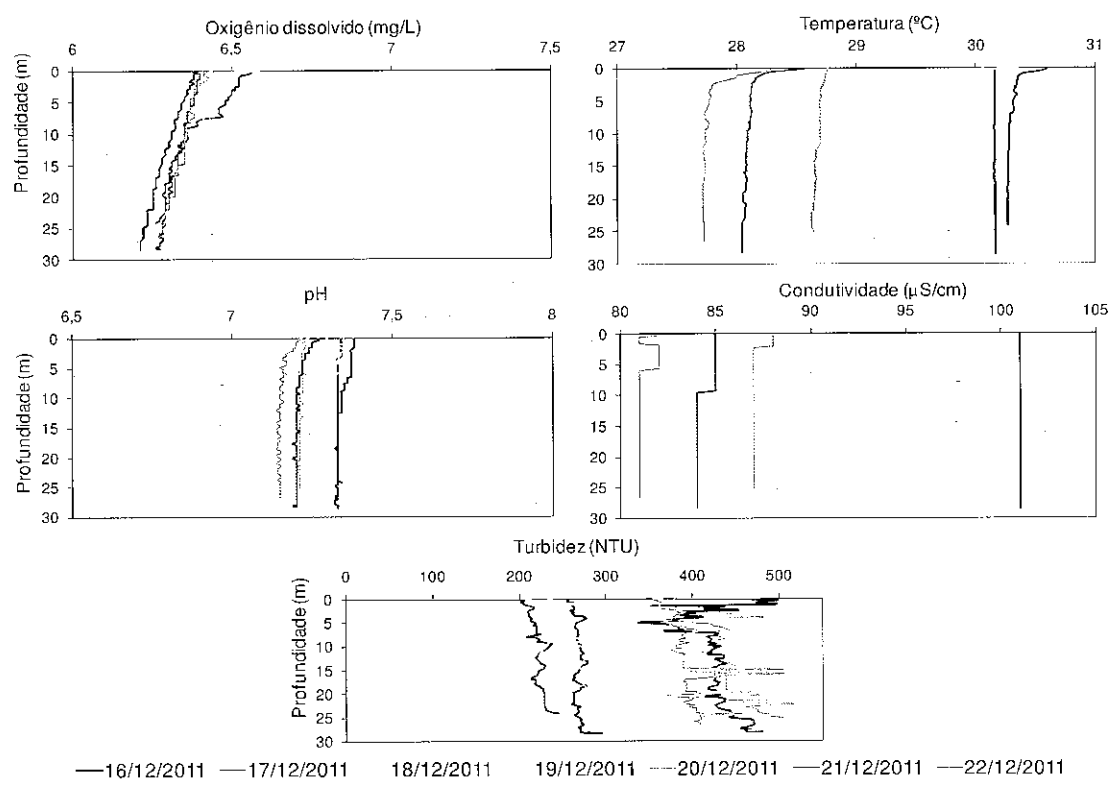 Oxigênio dissolvido (mg/L)
6 6,5 7 7,5
Profundidade (m)
0
5
10
15
20
25
30
Temperatura (ºC)
27 28 29 30 31
0
5
10
15
20
25
30
pH
6,5 7 7,5 8
Profundidade (m)
0
5
10
15
20
25
30
Condutividade (µS/cm)
80 85 90 95 100 105
0
5
10
15
20
25
30
Turbidez (NTU)
0 100 200 300 400 500
Profundidade (m)
0
5
10
15
20
25
30
16/12/2011 17/12/2011 18/12/2011 19/12/2011 20/12/2011 21/12/2011 22/12/2011